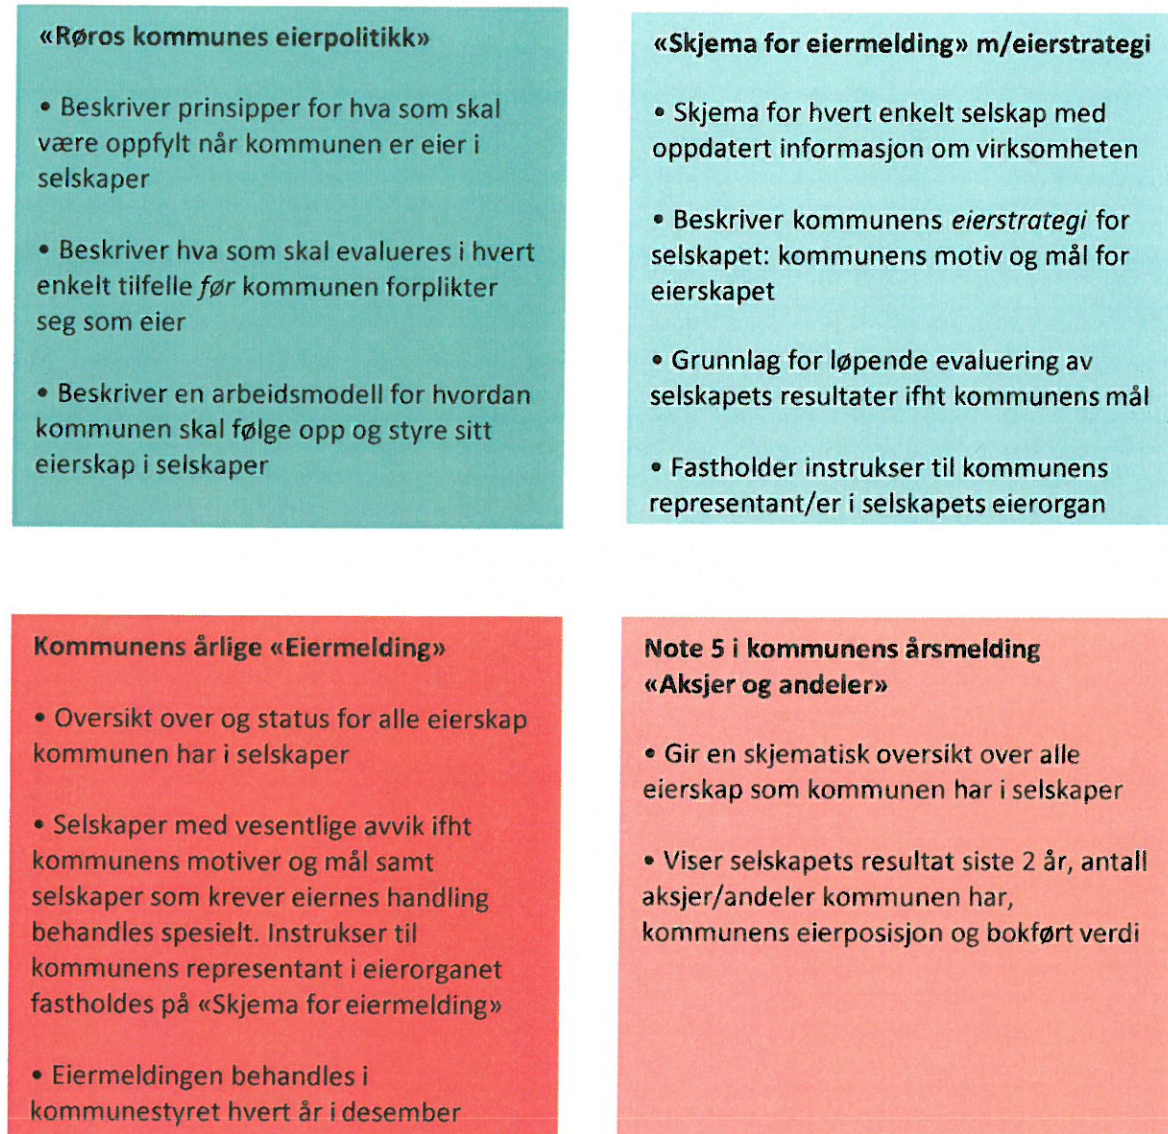 «Røros kommunes eierpolitikk»
• Beskriver prinsipper for hva som skal
være oppfylt når kommunen er eier i
selskaper
• Beskriver hva som skal evalueres i hvert
enkelt tilfelle før kommunen forplikter
seg som eier
• Beskriver en arbeidsmodell for hvordan
kommunen skal følge opp og styre sitt
eierskap i selskaper
«Skjema for eiermelding» m/eierstrategi
• Skjema for hvert enkelt selskap med
oppdatert informasjon om virksomheten
• Beskriver kommunens eierstrategi for
selskapet: kommunens motiv og mål for
eierskapet
• Grunnlag for løpende evaluering av
selskapets resultater ifht kommunens mål
• Fastholder instrukser til kommunens
representant/er i selskapets eierorgan
Kommunens årlige «Eiermelding»
• Oversikt over og status for alle eierskap
kommunen har i selskaper
• Selskaper med vesentlige avvik ifht
kommunens motiver og mål samt
selskaper som krever eiernes handling
behandles spesielt. Instrukser til
kommunens representant i eierorganet
fastholdes på «Skjema for eiermelding»
• Eiermeldingen behandles i
kommunestyret hvert år i desember
Note 5 i kommunens årsmelding
«Aksjer og andeler»
• Gir en skjematisk oversikt over alle
eierskap som kommunen har i selskaper
• Viser selskapets resultat siste 2 år, antall
aksjer/andeler kommunen har,
kommunens eierposisjon og bokført verdi